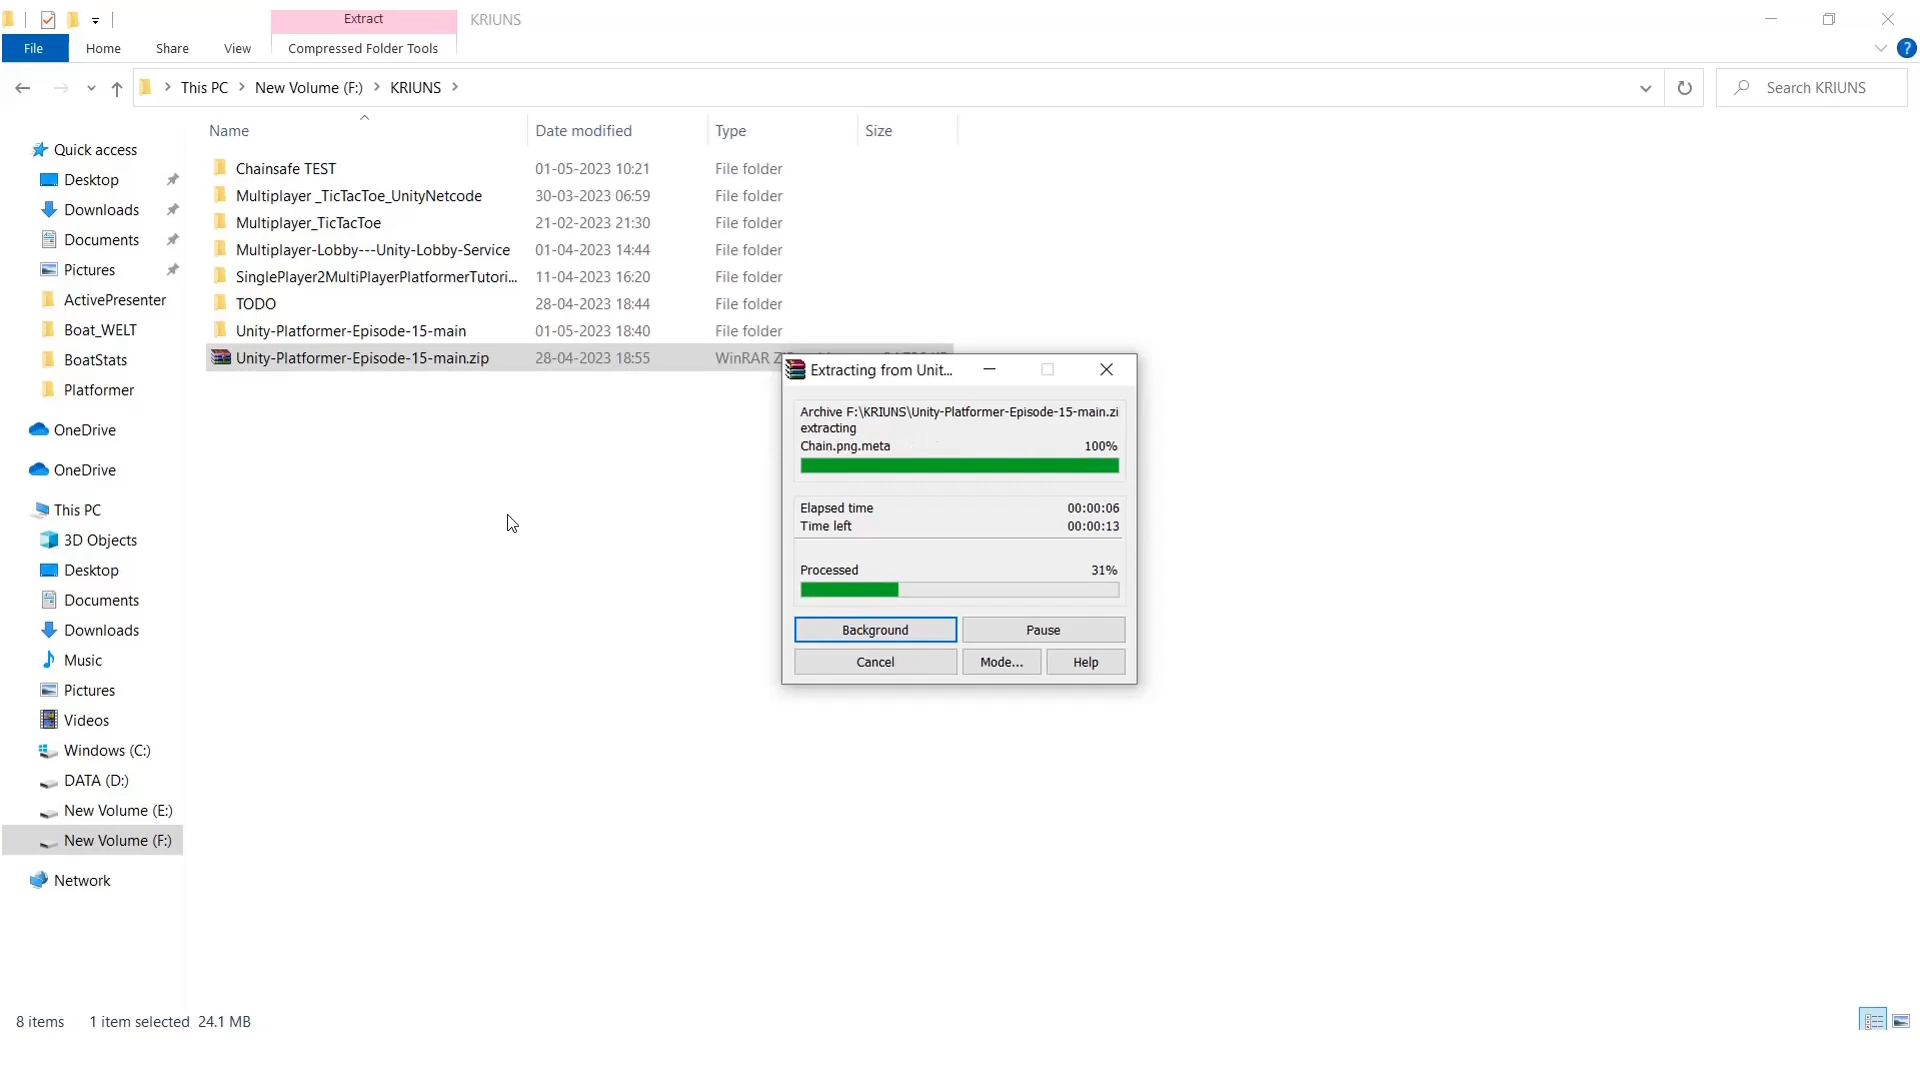 Extract
KRIUNS
File
Home
Share
View
Compressed Folder Tools
?
This PC
New Volume (F:)
KRIUNS
Search KRIUNS
Name
Date modified
Type
Size
Quick access
Desktop
Downloads
Documents
Pictures
ActivePresenter
Boat_WELT
BoatStats
Platformer
OneDrive
OneDrive
This PC
3D Objects
Desktop
Documents
Downloads
Music
Pictures
Videos
Windows (C:)
DATA (D:)
New Volume (E:)
New Volume (F:)
Network
Chainsafe TEST 01-05-2023 10:21 File folder
Multiplayer _TicTacToe_UnityNetcode 30-03-2023 06:59 File folder
Multiplayer_TicTacToe 21-02-2023 21:30 File folder
Multiplayer-Lobby---Unity-Lobby-Service 01-04-2023 14:44 File folder
SinglePlayer2MultiPlayerPlatformerTutori... 11-04-2023 16:20 File folder
TODO 28-04-2023 18:44 File folder
Unity-Platformer-Episode-15-main 01-05-2023 18:40 File folder
Unity-Platformer-Episode-15-main.zip 28-04-2023 18:55 WinRAR
Extracting from Unit...
Archive F:\KRIUNS\Unity-Platformer-Episode-15-main.zi
extracting
Chain.png.meta 100%
Elapsed time 00:00:06
Time left 00:00:13
Processed 31%
Background
Pause
Cancel
Mode...
Help
8 items 1 item selected 24.1 MB